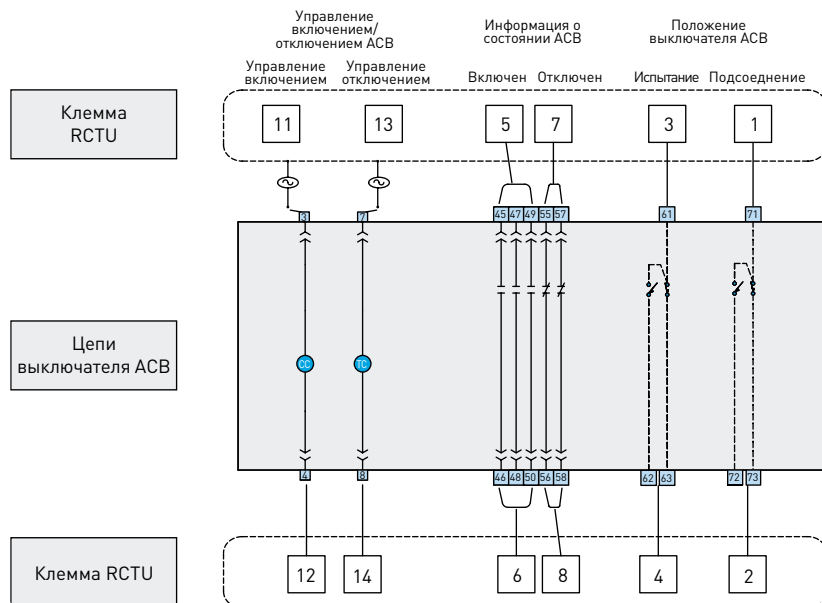 Управление
включением/
отключением ACB
Информация о
состоянии ACB
Положение
выключателя ACB
Управление
включением
Управление
отключением
Включен
Отключен
Испытание
Подсоеднение
Клемма
RCTU
11
13
5
7
3
1
3
7
45
47
49
55
57
61
71
Цепи
выключателя ACB
CC
TC
4
8
46
48
50
56
58
62
63
72
73
Клемма RCTU
12
14
6
8
4
2